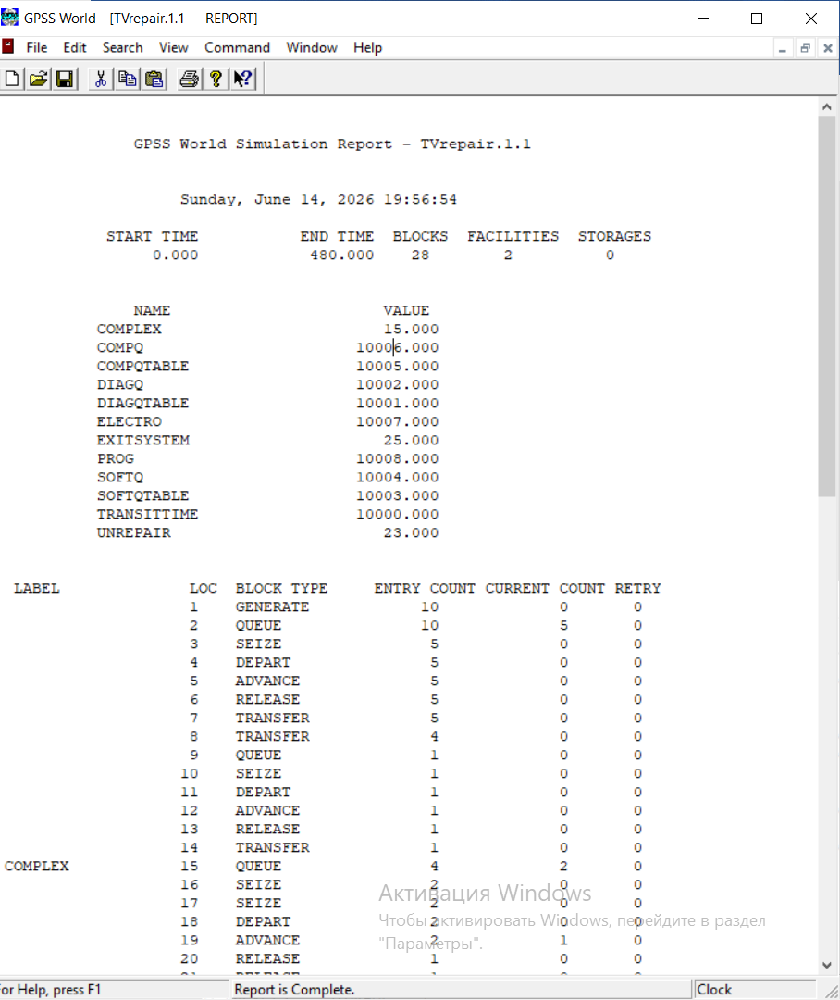 GPSS World - [TVrepair.1.1 - REPORT]
File Edit Search View Command Window Help
GPSS World Simulation Report - TVrepair.1.1
Sunday, June 14, 2026 19:56:54
START TIME END TIME BLOCKS FACILITIES STORAGES
0.000 480.000 28 2 0
NAME VALUE
COMPLEX 15.000
COMPQ 10006.000
COMPQTABLE 10005.000
DIAGQ 10002.000
DIAGQTABLE 10001.000
ELECTRO 10007.000
EXITSYSTEM 25.000
PROG 10008.000
SOFTQ 10004.000
SOFTQTABLE 10003.000
TRANSITTIME 10000.000
UNREPAIR 23.000
LABEL LOC BLOCK TYPE ENTRY COUNT CURRENT COUNT RETRY
1 GENERATE 10 0 0
2 QUEUE 10 5 0
3 SEIZE 5 0 0
4 DEPART 5 0 0
5 ADVANCE 5 0 0
6 RELEASE 5 0 0
7 TRANSFER 5 0 0
8 TRANSFER 4 0 0
9 QUEUE 1 0 0
10 SEIZE 1 0 0
11 DEPART 1 0 0
12 ADVANCE 1 0 0
13 RELEASE 1 0 0
14 TRANSFER 1 0 0
COMPLEX 15 QUEUE 4 2 0
16 SEIZE 2 0 0
Активация Windows
17 SEIZE 2 0 0
18 DEPART 2 0 0
Чтобы активировать Windows, перейдите в раздел
19 ADVANCE 2 1 0
"Параметры".
20 RELEASE 1 0 0
For Help, press F1 Report is Complete. Clock